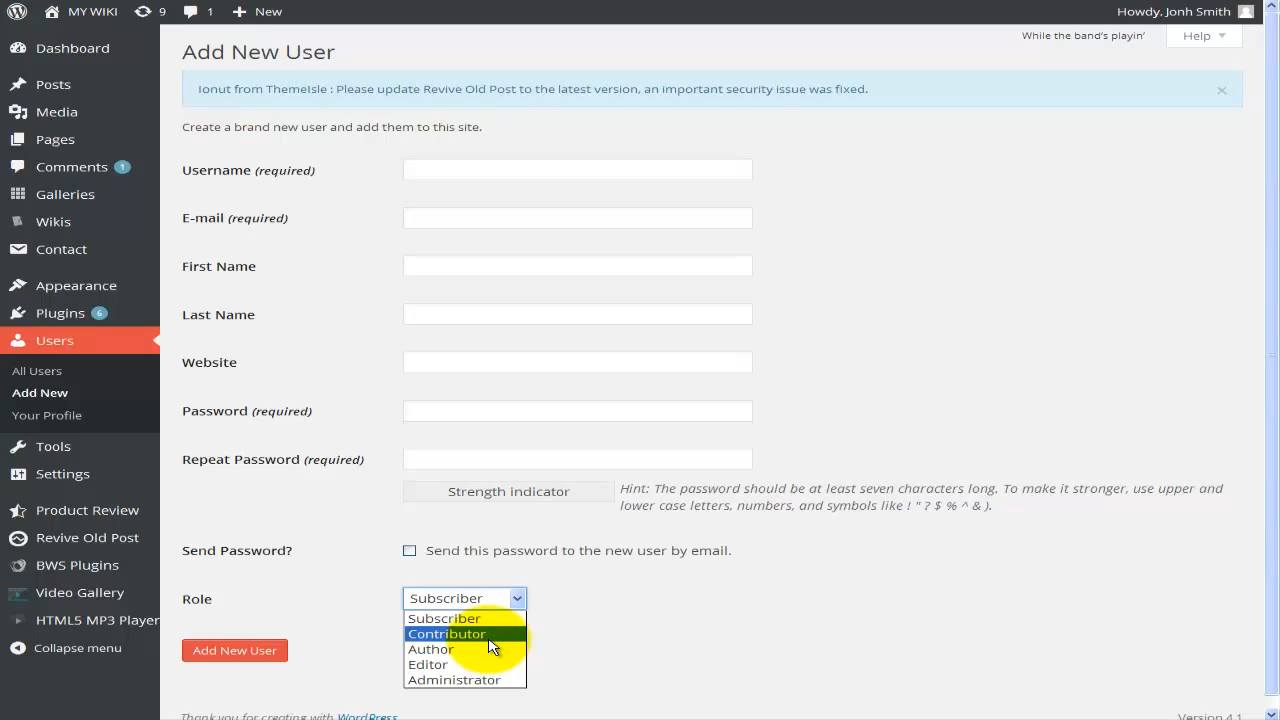 MY WIKI 9 1 New Howdy, Jonh Smith
Dashboard
Posts
Media
Pages
Comments 1
Galleries
Wikis
Contact
Appearance
Plugins 6
Users
All Users
Add New
Your Profile
Tools
Settings
Product Review
Revive Old Post
BWS Plugins
Video Gallery
HTML5 MP3 Player
Collapse menu
While the band's playin'
Help
Add New User
Ionut from ThemeIsle : Please update Revive Old Post to the latest version, an important security issue was fixed.
Create a brand new user and add them to this site.
Username (required)
E-mail (required)
First Name
Last Name
Website
Password (required)
Repeat Password (required)
Strength indicator
Hint: The password should be at least seven characters long. To make it stronger, use upper and
lower case letters, numbers, and symbols like ! " ? $ % ^ & ).
Send Password? Send this password to the new user by email.
Role Subscriber
Subscriber
Contributor
Author
Editor
Administrator
Add New User
Thank you for creating with WordPress
Version 4.1